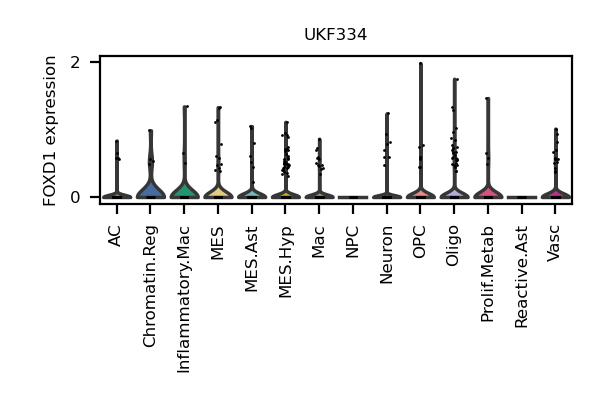 UKF334
FOXD1 expression
2
0
AC
Chromatin.Reg
Inflammatory.Mac
MES
MES.Ast
MES.Hyp
Mac
NPC
Neuron
OPC
Oligo
Prolif.Metab
Reactive.Ast
Vasc